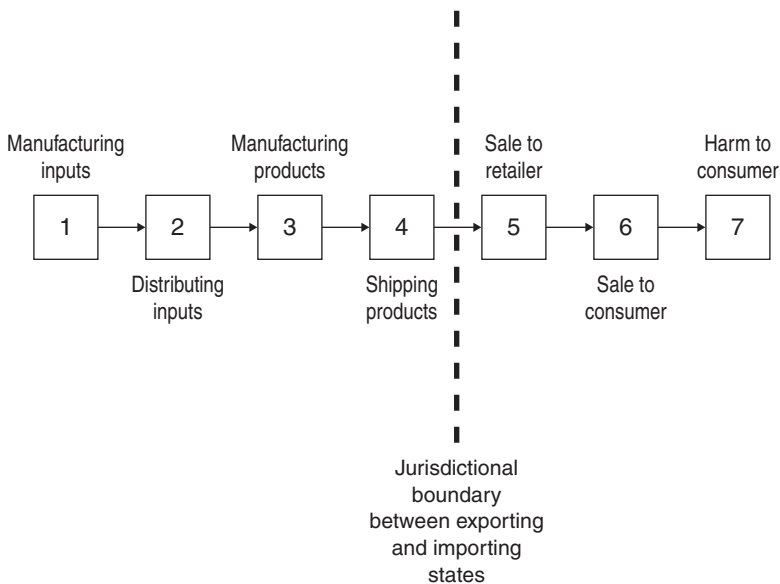 Manufacturing
inputs
1
Distributing
inputs
2
Manufacturing
products
3
Shipping
products
4
Sale to
retailer
5
Sale to
consumer
6
Harm to
consumer
7
Jurisdictional
boundary
between exporting
and importing
states